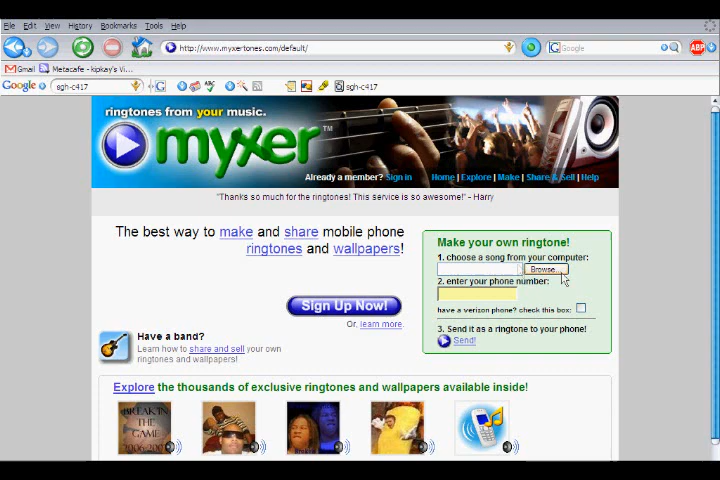 File Edit View History Bookmarks Tools Help
http://www.myxertones.com/default/
Google
ABP
Gmail Metacafe - kipkay's Vi...
Google sgh-c417 sgh-c417
ringtones from your music.
myxer™
Already a member? Sign in Home | Explore | Make | Share & Sell | Help
"Thanks so much for the ringtones! This service is so awesome!" - Harry
The best way to make and share mobile phone
ringtones and wallpapers!
Sign Up Now!
Or, learn more.
Have a band?
Learn how to share and sell your own
ringtones and wallpapers!
Make your own ringtone!
1. choose a song from your computer:
Browse...
2. enter your phone number:
have a verizon phone? check this box:
3. Send it as a ringtone to your phone!
Send!
Explore the thousands of exclusive ringtones and wallpapers available inside!
BREAK IN
THE
GAME